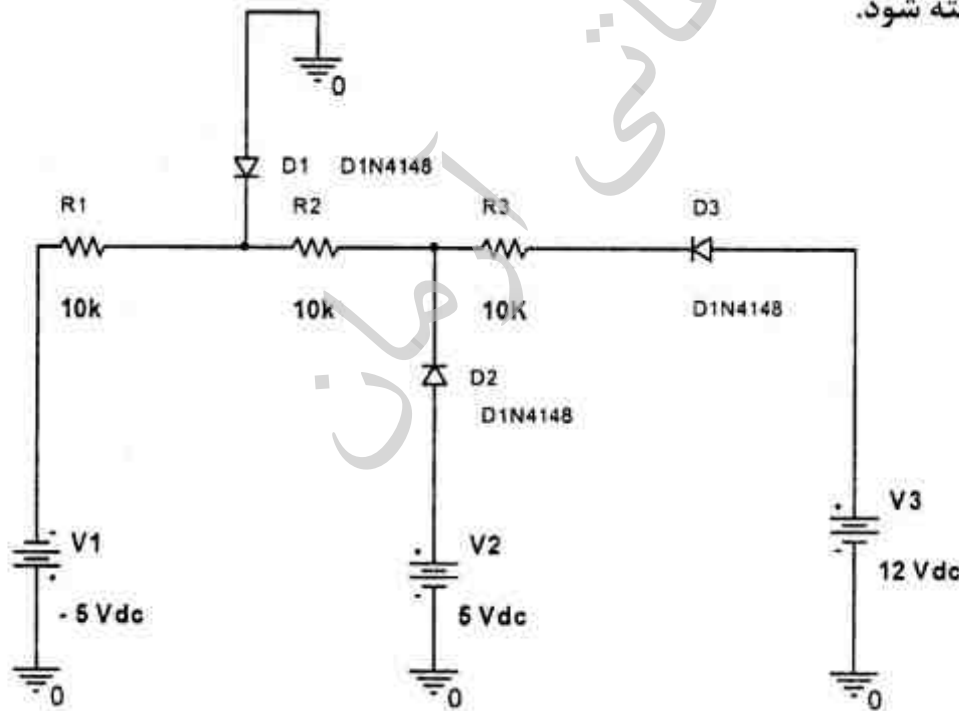 شود.
0
D1 D1N4148
R1 R2 R3 D3
10k 10k 10K D1N4148
D2
D1N4148
V1 V2 V3
- 5 Vdc 5 Vdc 12 Vdc
0 0 0